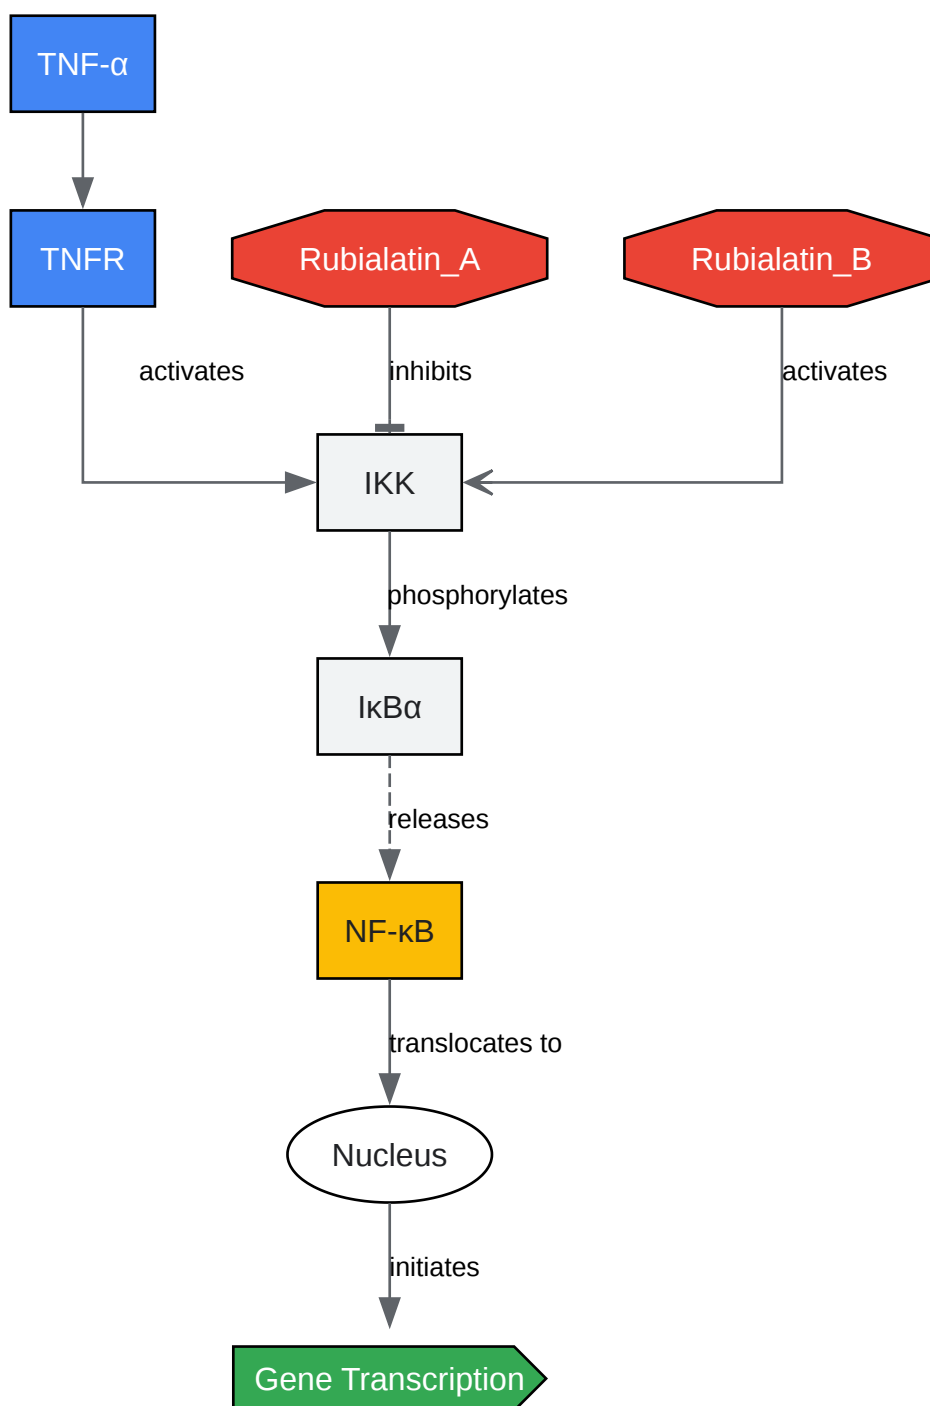 TNF-α
TNFR
Rubialatin_A
Rubialatin_B
activates
inhibits
activates
IKK
phosphorylates
IκBα
releases
NF-κB
translocates to
Nucleus
initiates
Gene Transcription